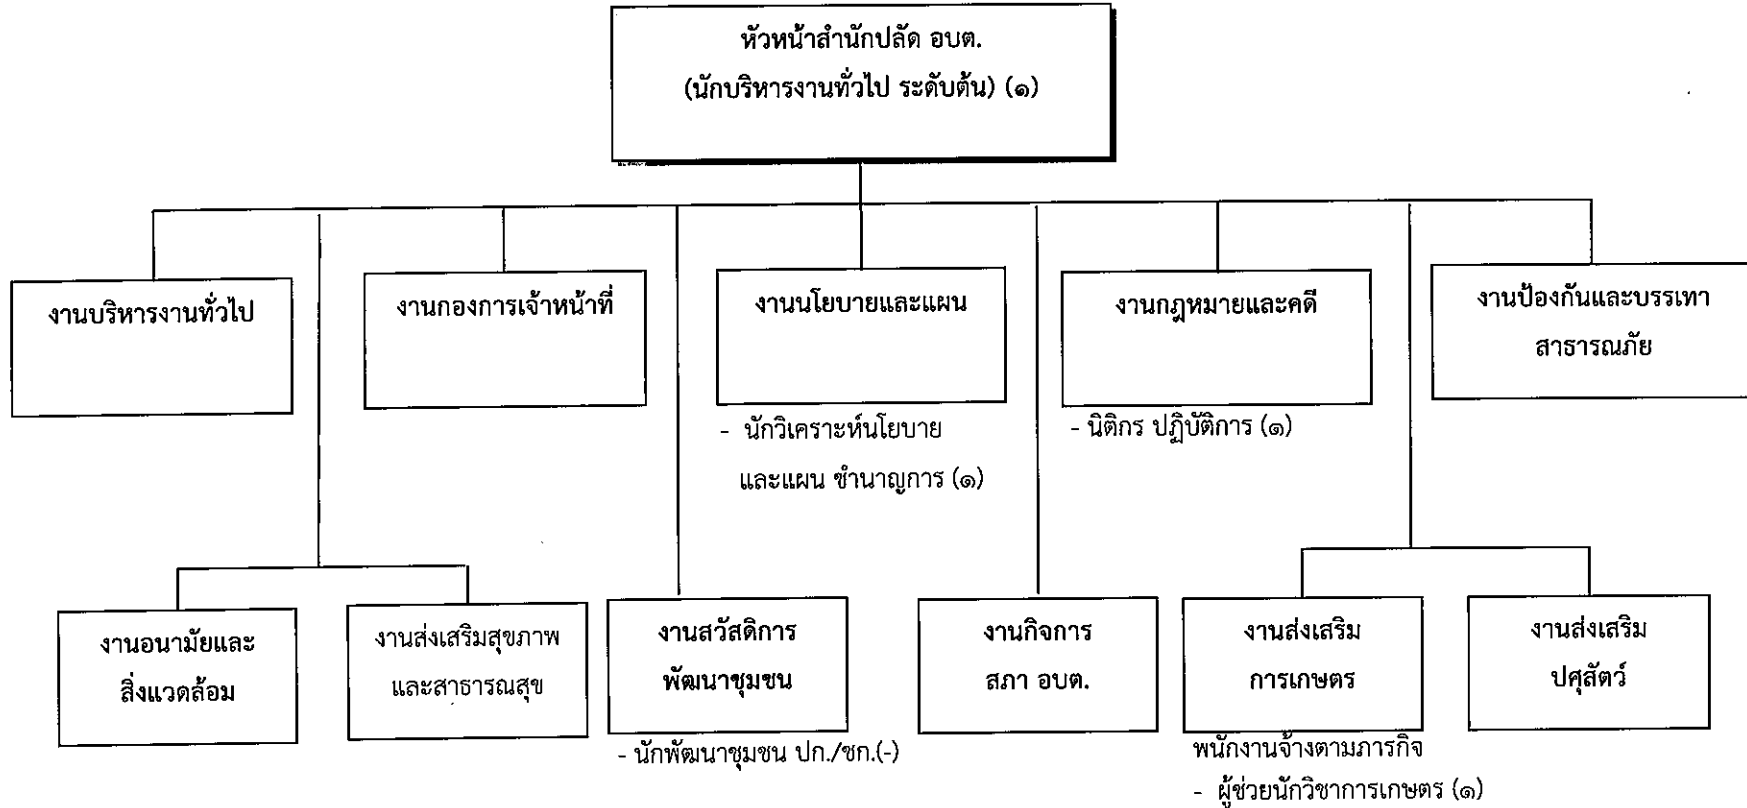 หัวหน้าสำนักปลัด อบต.
(นักบริหารงานทั่วไป ระดับต้น) (๑)
งานบริหารงานทั่วไป
งานกองการเจ้าหน้าที่
งานนโยบายและแผน
- นักวิเคราะห์นโยบาย
และแผน ชำนาญการ (๑)
งานกฎหมายและคดี
- นิติกร ปฏิบัติการ (๑)
งานป้องกันและบรรเทา
สาธารณภัย
งานอนามัยและ
สิ่งแวดล้อม
งานส่งเสริมสุขภาพ
และสาธารณสุข
งานสวัสดิการ
พัฒนาชุมชน
- นักพัฒนาชุมชน ปก./ชก.(-)
งานกิจการ
สภา อบต.
งานส่งเสริม
การเกษตร
พนักงานจ้างตามภารกิจ
- ผู้ช่วยนักวิชาการเกษตร (๑)
งานส่งเสริม
ปศุสัตว์